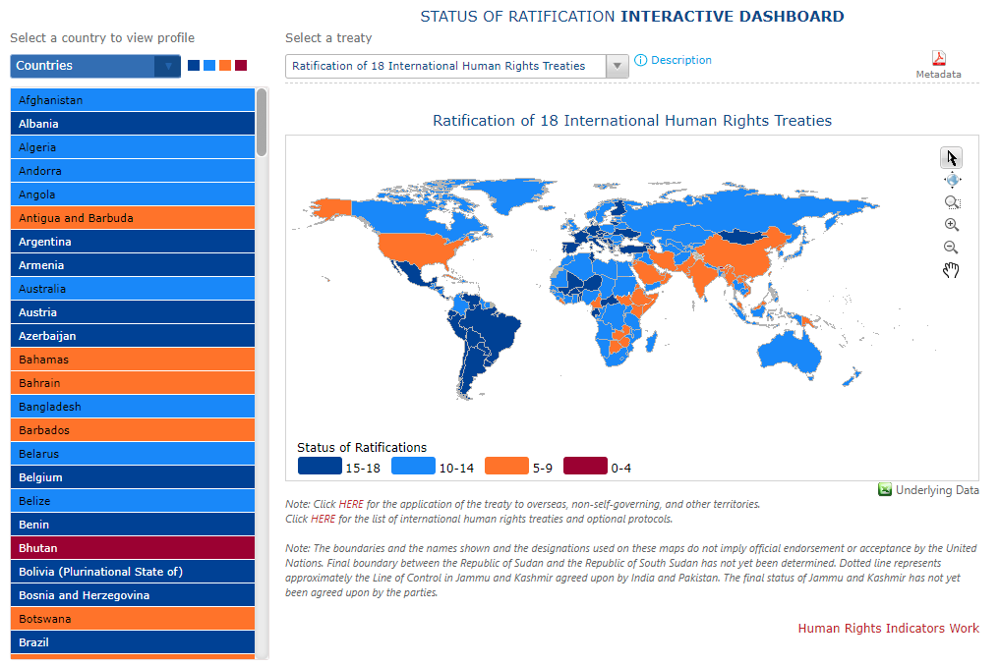 STATUS OF RATIFICATION INTERACTIVE DASHBOARD
Select a country to view profile
Countries
Afghanistan
Albania
Algeria
Andorra
Angola
Antigua and Barbuda
Argentina
Armenia
Australia
Austria
Azerbaijan
Bahamas
Bahrain
Bangladesh
Barbados
Belarus
Belgium
Belize
Benin
Bhutan
Bolivia (Plurinational State of)
Bosnia and Herzegovina
Botswana
Brazil
Select a treaty
Ratification of 18 International Human Rights Treaties
Description
Metadata
Ratification of 18 International Human Rights Treaties
Status of Ratifications
15-18 10-14 5-9 0-4
Underlying Data
Note: Click HERE for the application of the treaty to overseas, non-self-governing, and other territories.
Click HERE for the list of international human rights treaties and optional protocols.
Note: The boundaries and the names shown and the designations used on these maps do not imply official endorsement or acceptance by the United
Nations. Final boundary between the Republic of Sudan and the Republic of South Sudan has not yet been determined. Dotted line represents
approximately the Line of Control in Jammu and Kashmir agreed upon by India and Pakistan. The final status of Jammu and Kashmir has not yet
been agreed upon by the parties.
Human Rights Indicators Work